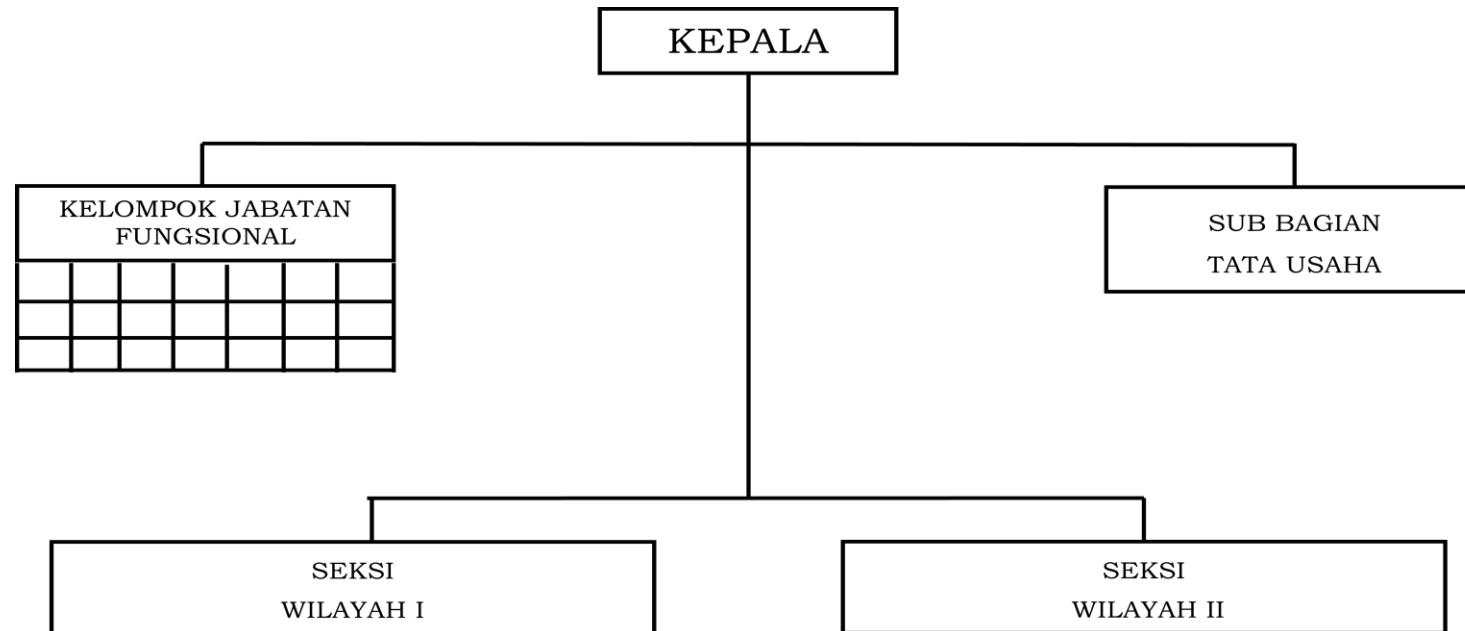 KEPALA
KELOMPOK JABATAN
FUNGSIONAL
SUB BAGIAN
TATA USAHA
SEKSI
WILAYAH I
SEKSI
WILAYAH II